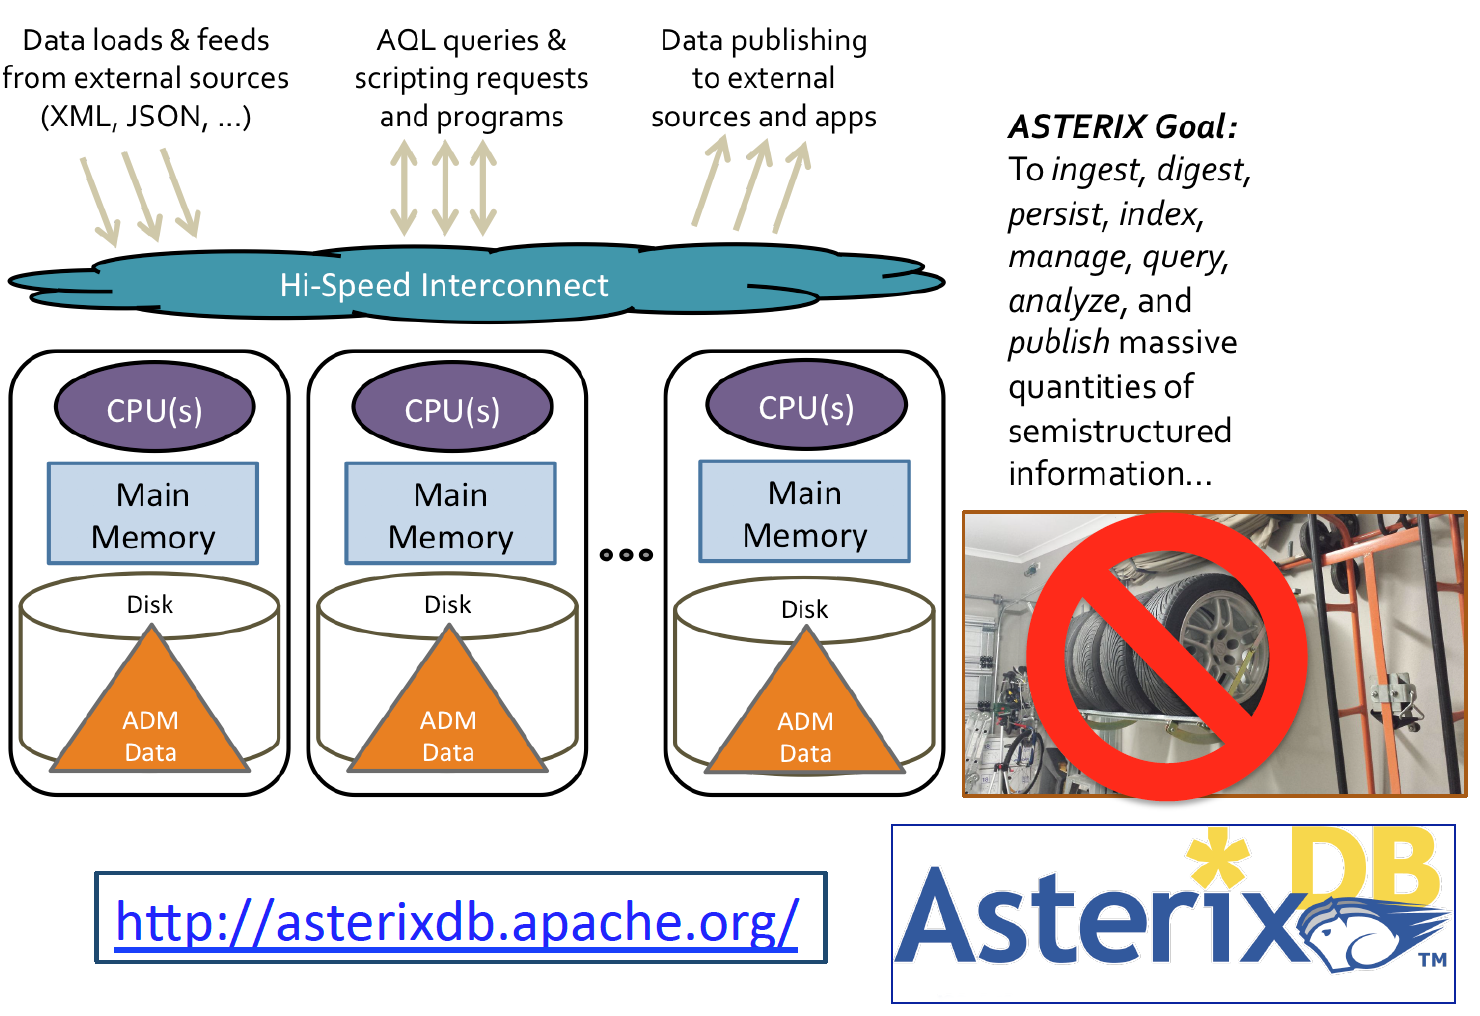 Data loads & feeds
from external sources
(XML, JSON, ...)
AQL queries &
scripting requests
and programs
Data publishing
to external
sources and apps
Hi-Speed Interconnect
CPU(s)
Main
Memory
Disk
ADM
Data
CPU(s)
Main
Memory
Disk
ADM
Data
...
CPU(s)
Main
Memory
Disk
ADM
Data
ASTERIX Goal:
To ingest, digest,
persist, index,
manage, query,
analyze, and
publish massive
quantities of
semistructured
information...
http://asterixdb.apache.org/
AsterixDB TM